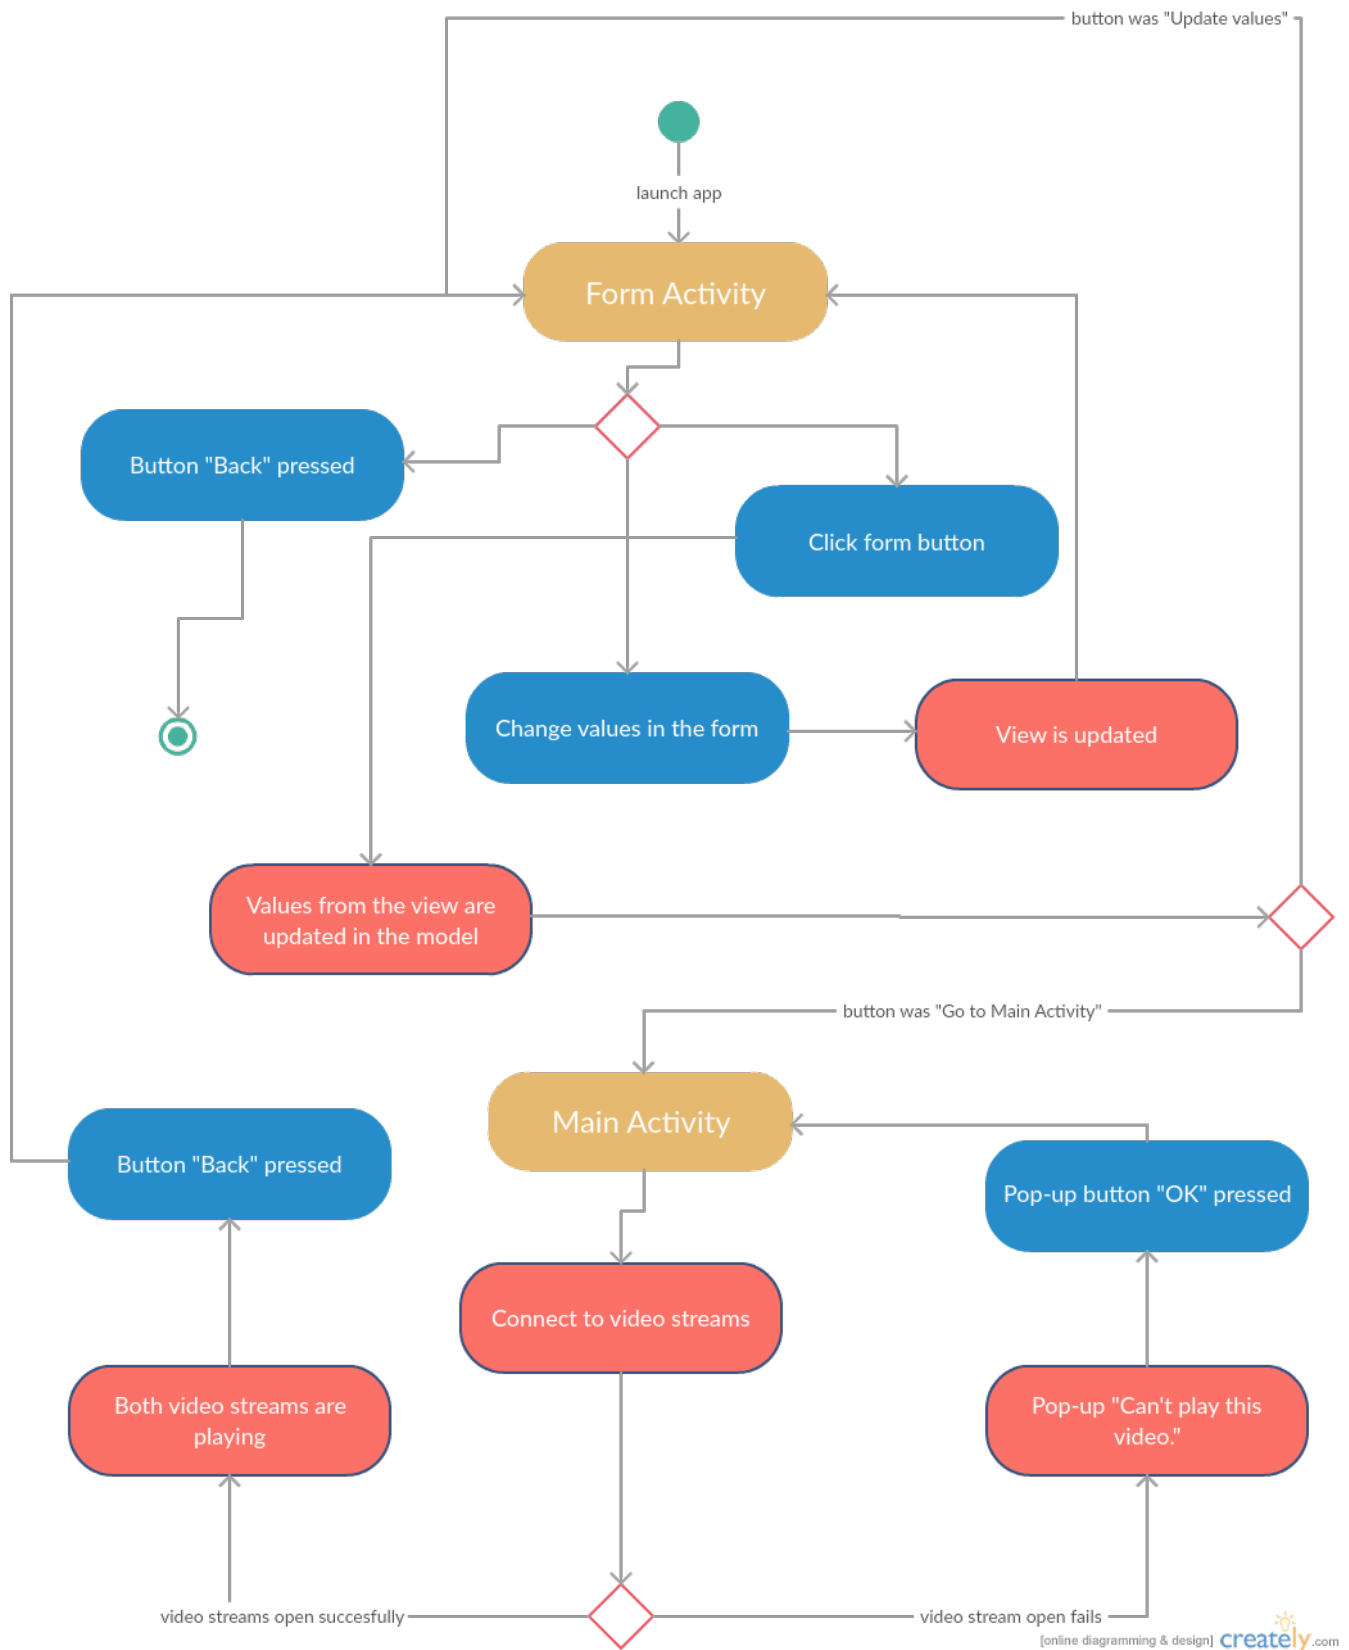 button was "Update values"
launch app
Form Activity
Button "Back" pressed
Click form button
Change values in the form
View is updated
Values from the view are
updated in the model
button was "Go to Main Activity"
Main Activity
Button "Back" pressed
Pop-up button "OK" pressed
Connect to video streams
Both video streams are
playing
Pop-up "Can't play this
video."
video streams open succesfully
video stream open fails
[online diagramming & design] creately.com